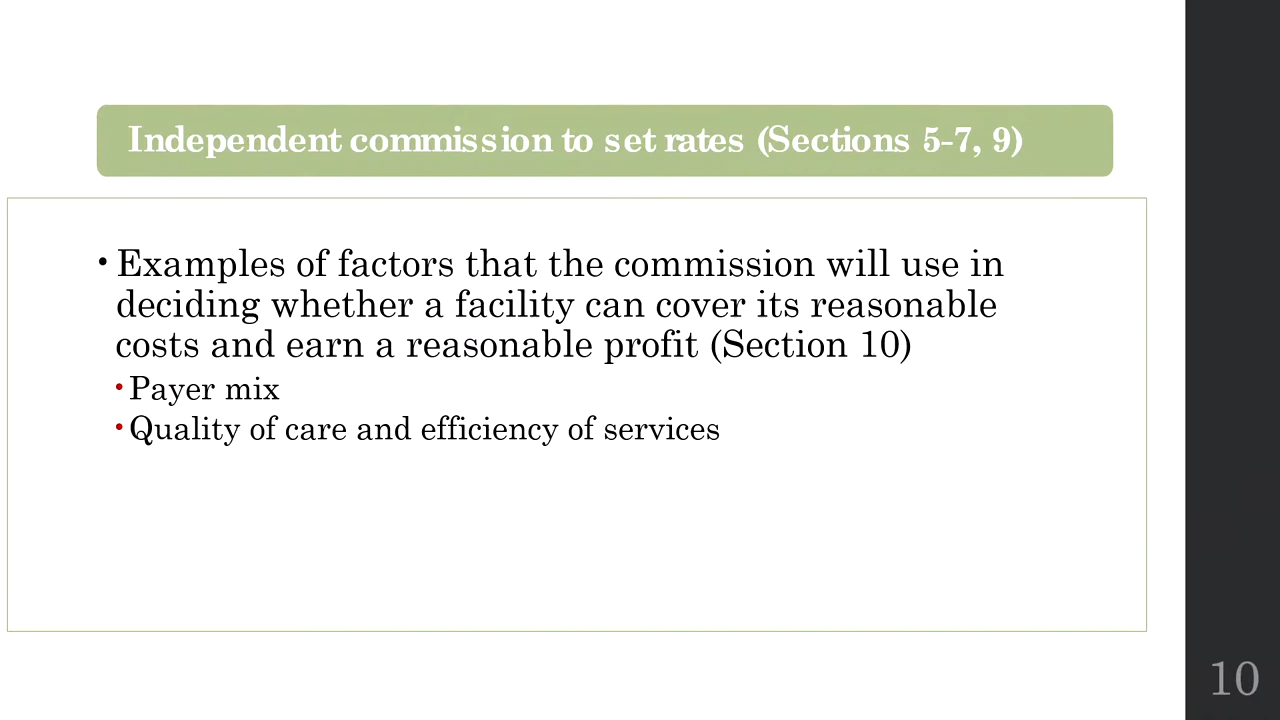 Independent commission to set rates (Sections 5-7, 9)
• Examples of factors that the commission will use in
deciding whether a facility can cover its reasonable
costs and earn a reasonable profit (Section 10)
• Payer mix
• Quality of care and efficiency of services
10